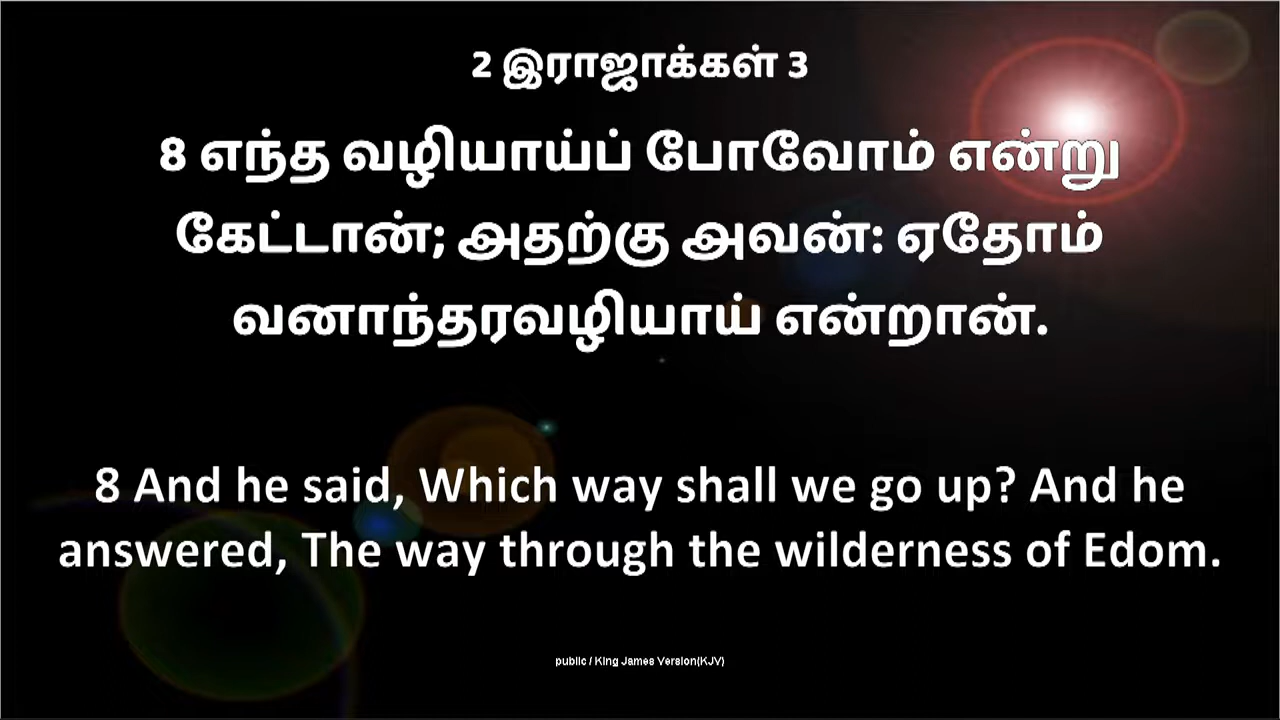 2 இராஜாக்கள் 3
8 எந்த வழியாய்ப் போவோம் என்று
கேட்டான்; அதற்கு அவன்: ஏதோம்
வனாந்தரவழியாய் என்றான்.
8 And he said, Which way shall we go up? And he
answered, The way through the wilderness of Edom.
public / King James Version(KJV)